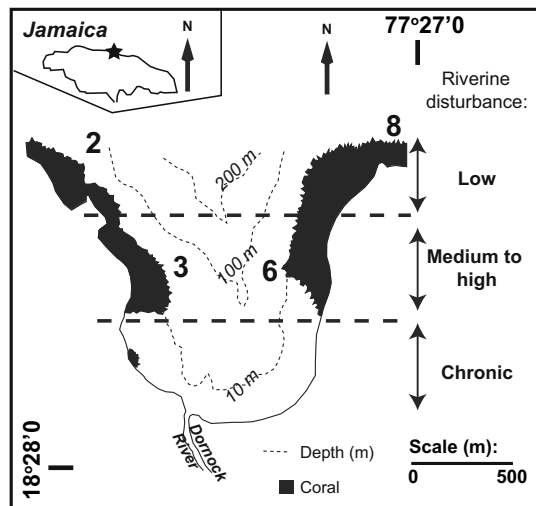 Jamaica
N
N
77°27'0
Riverine
disturbance:
2
8
200 m
Low
3
100 m
6
Medium to
high
10 m
Chronic
18°28'0
Dornock
River
Depth (m)
Coral
Scale (m):
0 500